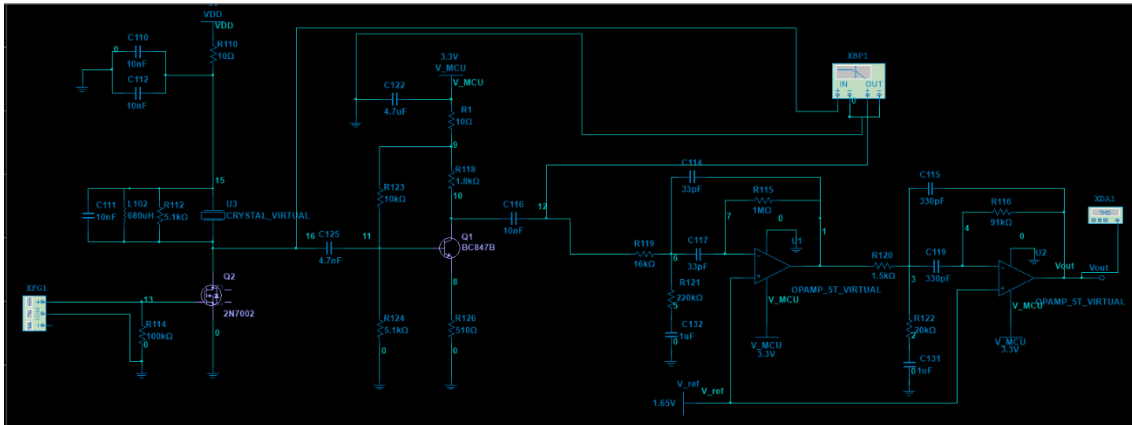 VDD
VDD
C110
0
10nF
C112
10nF
R110
10Ω
3.3V
V_MCU
V_MCU
C122
4.7uF
R1
10Ω
9
XBP1
IN
OUT
R118
1.8kΩ
10
R123
10kΩ
15
C111
10nF
L102
680uH
R112
5.1kΩ
U3
CRYSTAL_VIRTUAL
16
C125
4.7nF
11
Q1
BC847B
12
C116
10nF
C114
33pF
R115
1MΩ
7
0
U1
1
R119
16kΩ
6
C117
33pF
R121
220kΩ
5
C132
1uF
0
OPAMP_5T_VIRTUAL
V_MCU
V_MCU
3.3V
C115
330pF
R116
91kΩ
4
0
U2
R120
1.5kΩ
3
C119
330pF
R122
20kΩ
2
C131
1uF
0
OPAMP_5T_VIRTUAL
V_MCU
V_MCU
3.3V
XDA1
THD
Vout
Vout
XFG1
13
Q2
2N7002
R114
100kΩ
0
0
R124
5.1kΩ
0
8
R126
510Ω
0
V_ref
V_ref
1.65V